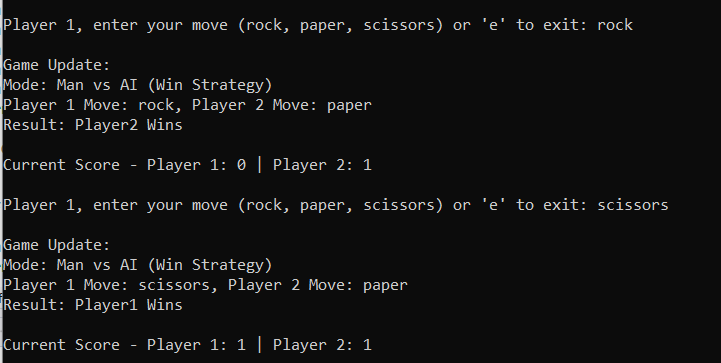 Player 1, enter your move (rock, paper, scissors) or 'e' to exit: rock
Game Update:
Mode: Man vs AI (Win Strategy)
Player 1 Move: rock, Player 2 Move: paper
Result: Player2 Wins
Current Score - Player 1: 0 | Player 2: 1
Player 1, enter your move (rock, paper, scissors) or 'e' to exit: scissors
Game Update:
Mode: Man vs AI (Win Strategy)
Player 1 Move: scissors, Player 2 Move: paper
Result: Player1 Wins
Current Score - Player 1: 1 | Player 2: 1